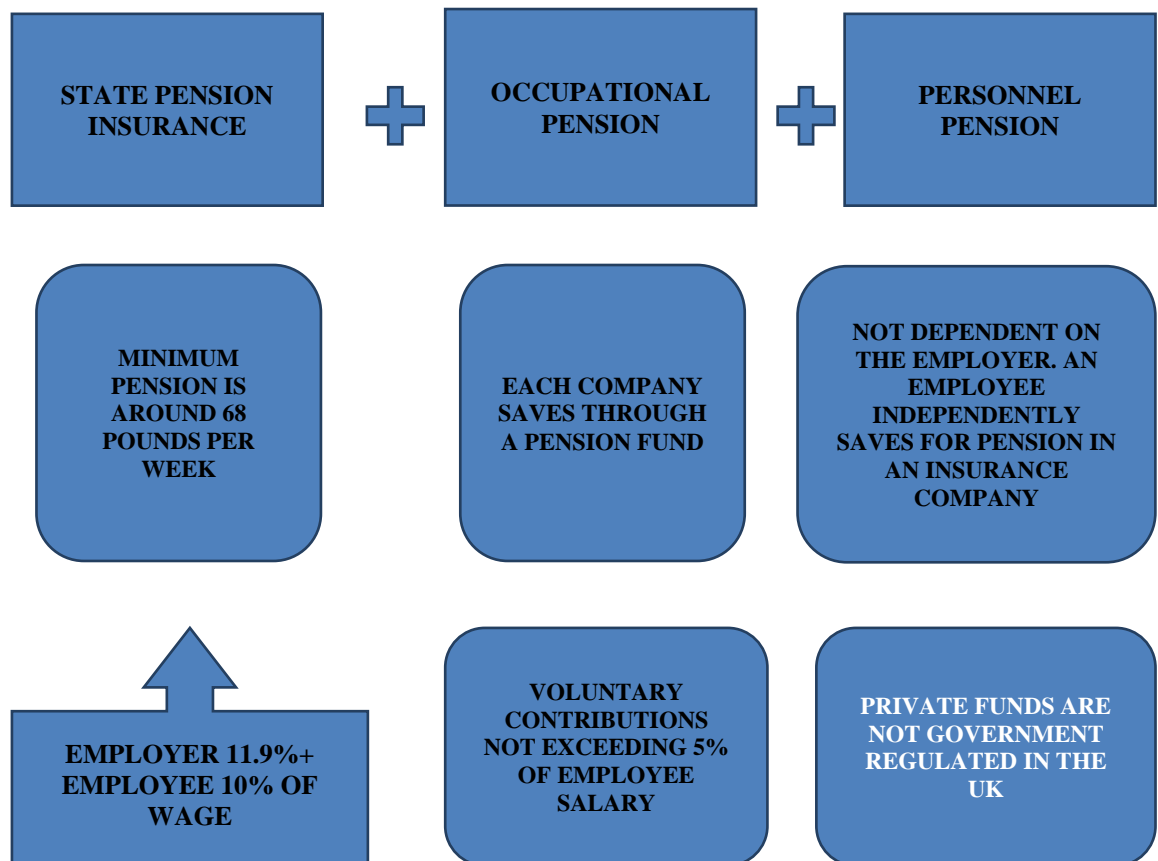 STATE PENSION
INSURANCE
OCCUPATIONAL
PENSION
PERSONNEL
PENSION
MINIMUM
PENSION IS
AROUND 68
POUNDS PER
WEEK
EACH COMPANY
SAVES THROUGH
A PENSION FUND
NOT DEPENDENT ON
THE EMPLOYER. AN
EMPLOYEE
INDEPENDENTLY
SAVES FOR PENSION IN
AN INSURANCE
COMPANY
EMPLOYER 11.9%+
EMPLOYEE 10% OF
WAGE
VOLUNTARY
CONTRIBUTIONS
NOT EXCEEDING 5%
OF EMPLOYEE
SALARY
PRIVATE FUNDS ARE
NOT GOVERNMENT
REGULATED IN THE
UK